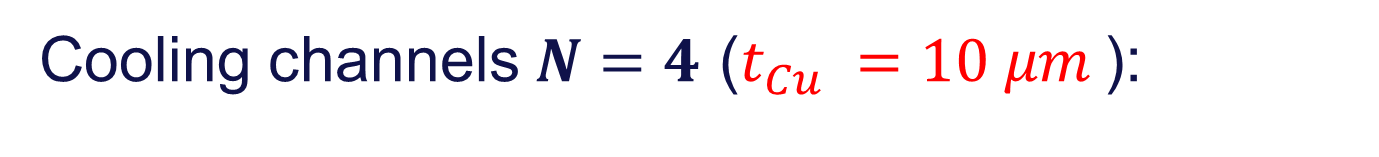 Cooling channels N = 4 (t_Cu = 10 μm ):